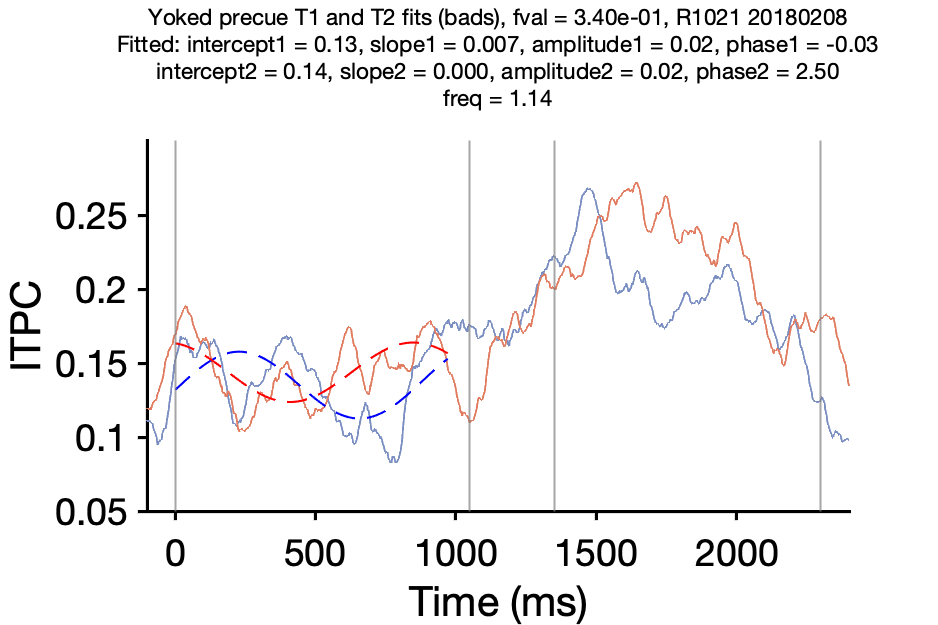 Yoked precue T1 and T2 fits (bads), fval = 3.40e-01, R1021 20180208
Fitted: intercept1 = 0.13, slope1 = 0.007, amplitude1 = 0.02, phase1 = -0.03
intercept2 = 0.14, slope2 = 0.000, amplitude2 = 0.02, phase2 = 2.50
freq = 1.14
0.25
0.2
0.15
0.1
0.05
ITPC
0 500 1000 1500 2000
Time (ms)